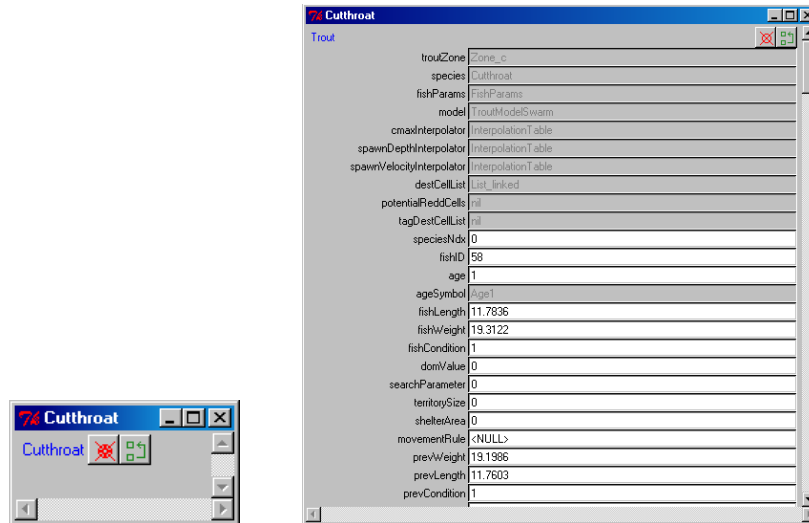 Cutthroat
Cutthroat
Cutthroat
Trout
troutZone Zone_c
species Cutthroat
fishParams FishParams
model TroutModelSwarm
cmaxInterpolator InterpolationTable
spawnDepthInterpolator InterpolationTable
spawnVelocityInterpolator InterpolationTable
destCellList List_linked
potentialReddCells nil
tagDestCellList nil
speciesNdx 0
fishID 58
age 1
ageSymbol Age1
fishLength 11.7836
fishWeight 19.3122
fishCondition 1
domValue 0
searchParameter 0
territorySize 0
shelterArea 0
movementRule <NULL>
prevWeight 19.1986
prevLength 11.7603
prevCondition 1